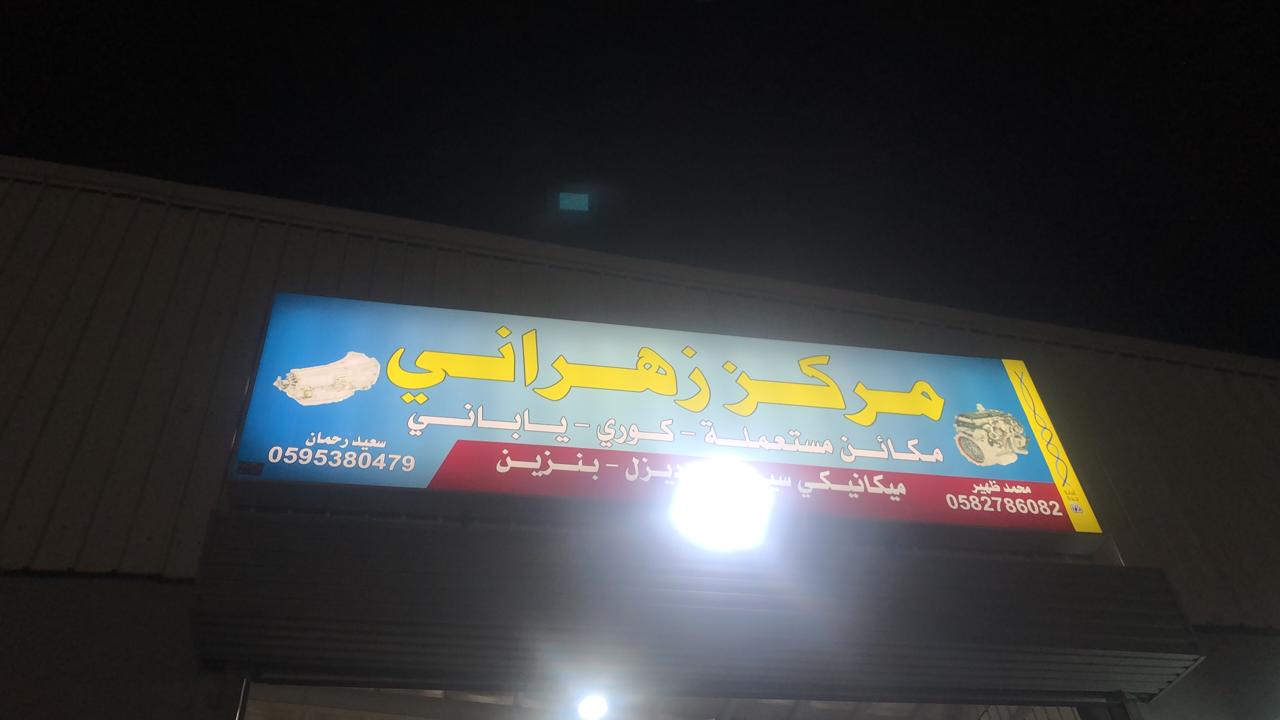 مركز زهراني
مكائن مستعملة - كوري - ياباني
ميكانيكي ديزل - بنزين
محمد ظهير
0582786082
سعيد رحمان
0595380479